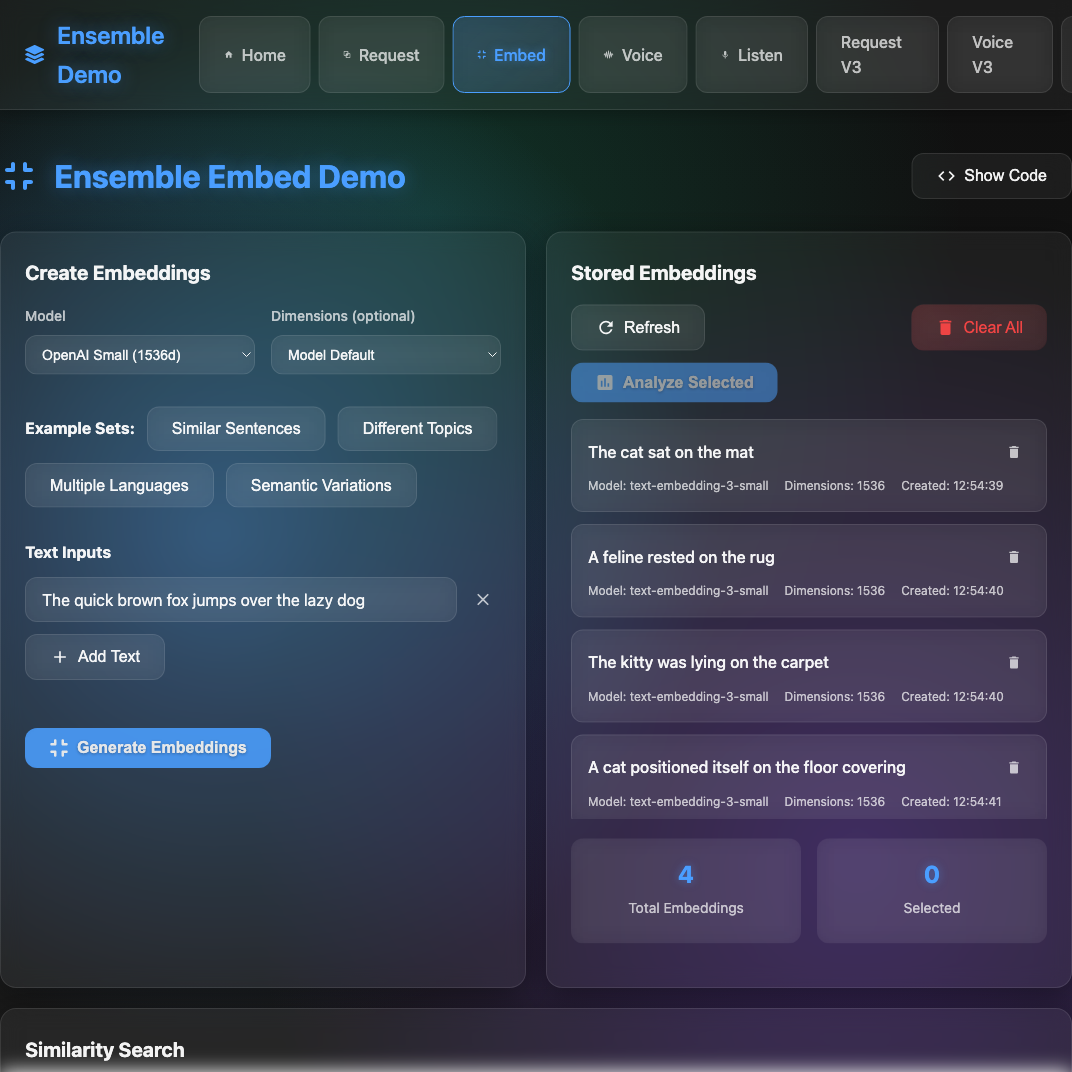 Ensemble
Demo
Home
Request
Embed
Voice
Listen
Request
V3
Voice
V3
Ensemble Embed Demo
Show Code
Create Embeddings
Model
Dimensions (optional)
OpenAI Small (1536d)
Model Default
Example Sets:
Similar Sentences
Different Topics
Multiple Languages
Semantic Variations
Text Inputs
The quick brown fox jumps over the lazy dog
Add Text
Generate Embeddings
Stored Embeddings
Refresh
Clear All
Analyze Selected
The cat sat on the mat
Model: text-embedding-3-small Dimensions: 1536 Created: 12:54:39
A feline rested on the rug
Model: text-embedding-3-small Dimensions: 1536 Created: 12:54:40
The kitty was lying on the carpet
Model: text-embedding-3-small Dimensions: 1536 Created: 12:54:40
A cat positioned itself on the floor covering
Model: text-embedding-3-small Dimensions: 1536 Created: 12:54:41
4
Total Embeddings
0
Selected
Similarity Search